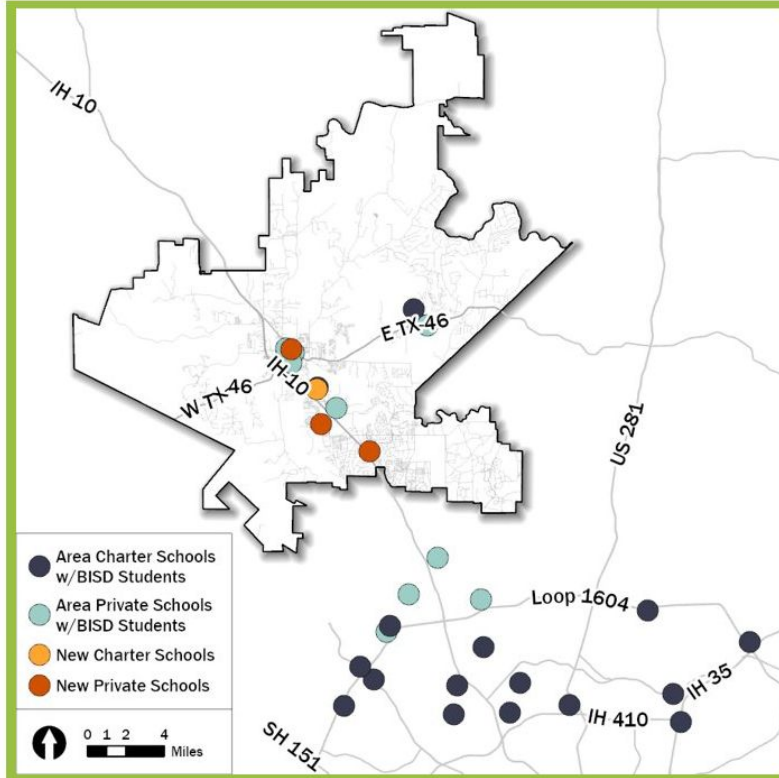 IH 10
E TX-46
IH-10
W TX-46
US 281
Loop 1604
IH-35
IH 410
SH 151
Area Charter Schools
w/BISD Students
Area Private Schools
w/BISD Students
New Charter Schools
New Private Schools
0 1 2 4
Miles